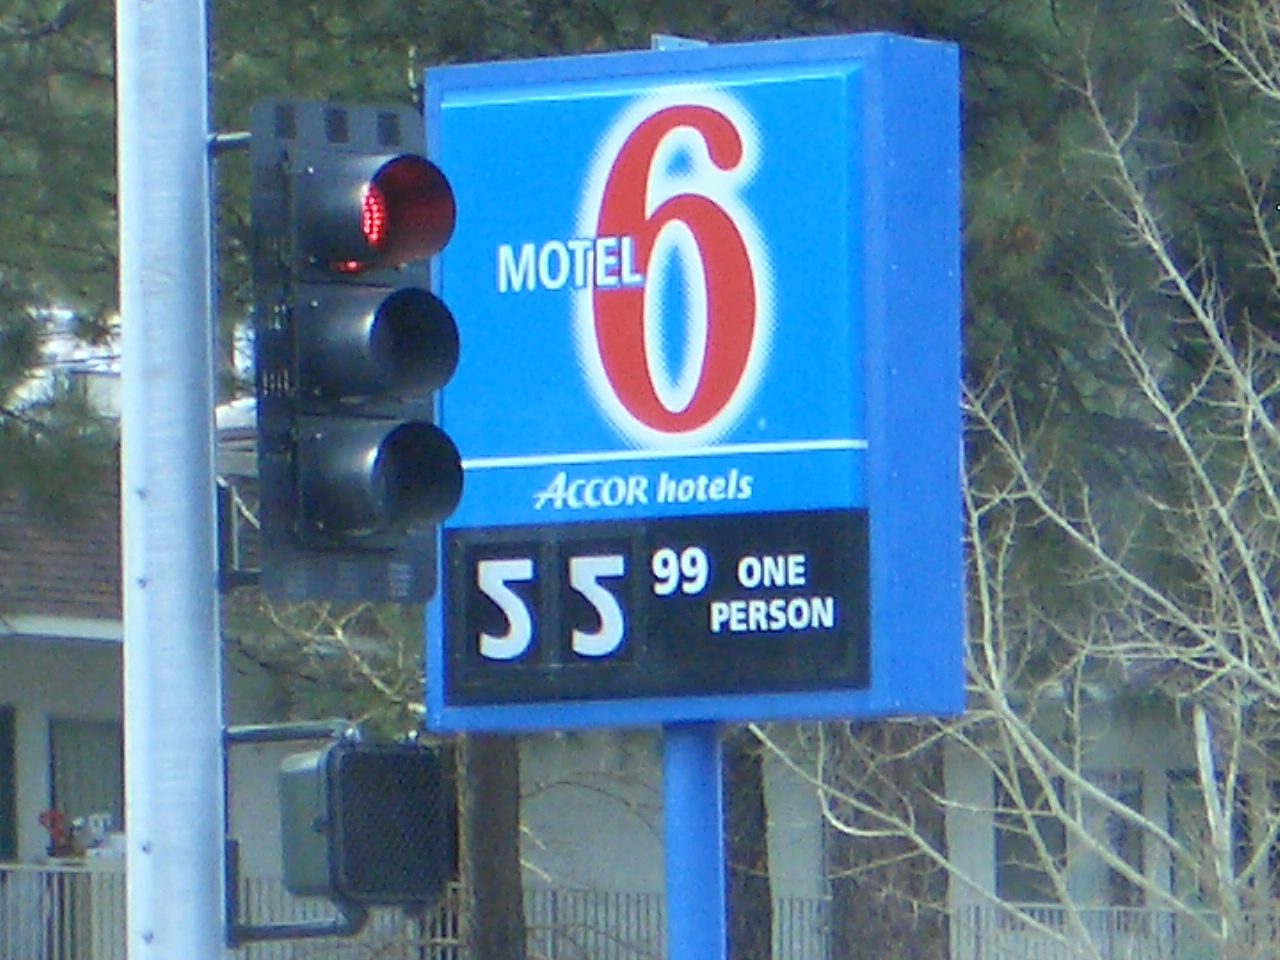 MOTEL 6
ACCOR hotels
55 99 ONE
PERSON